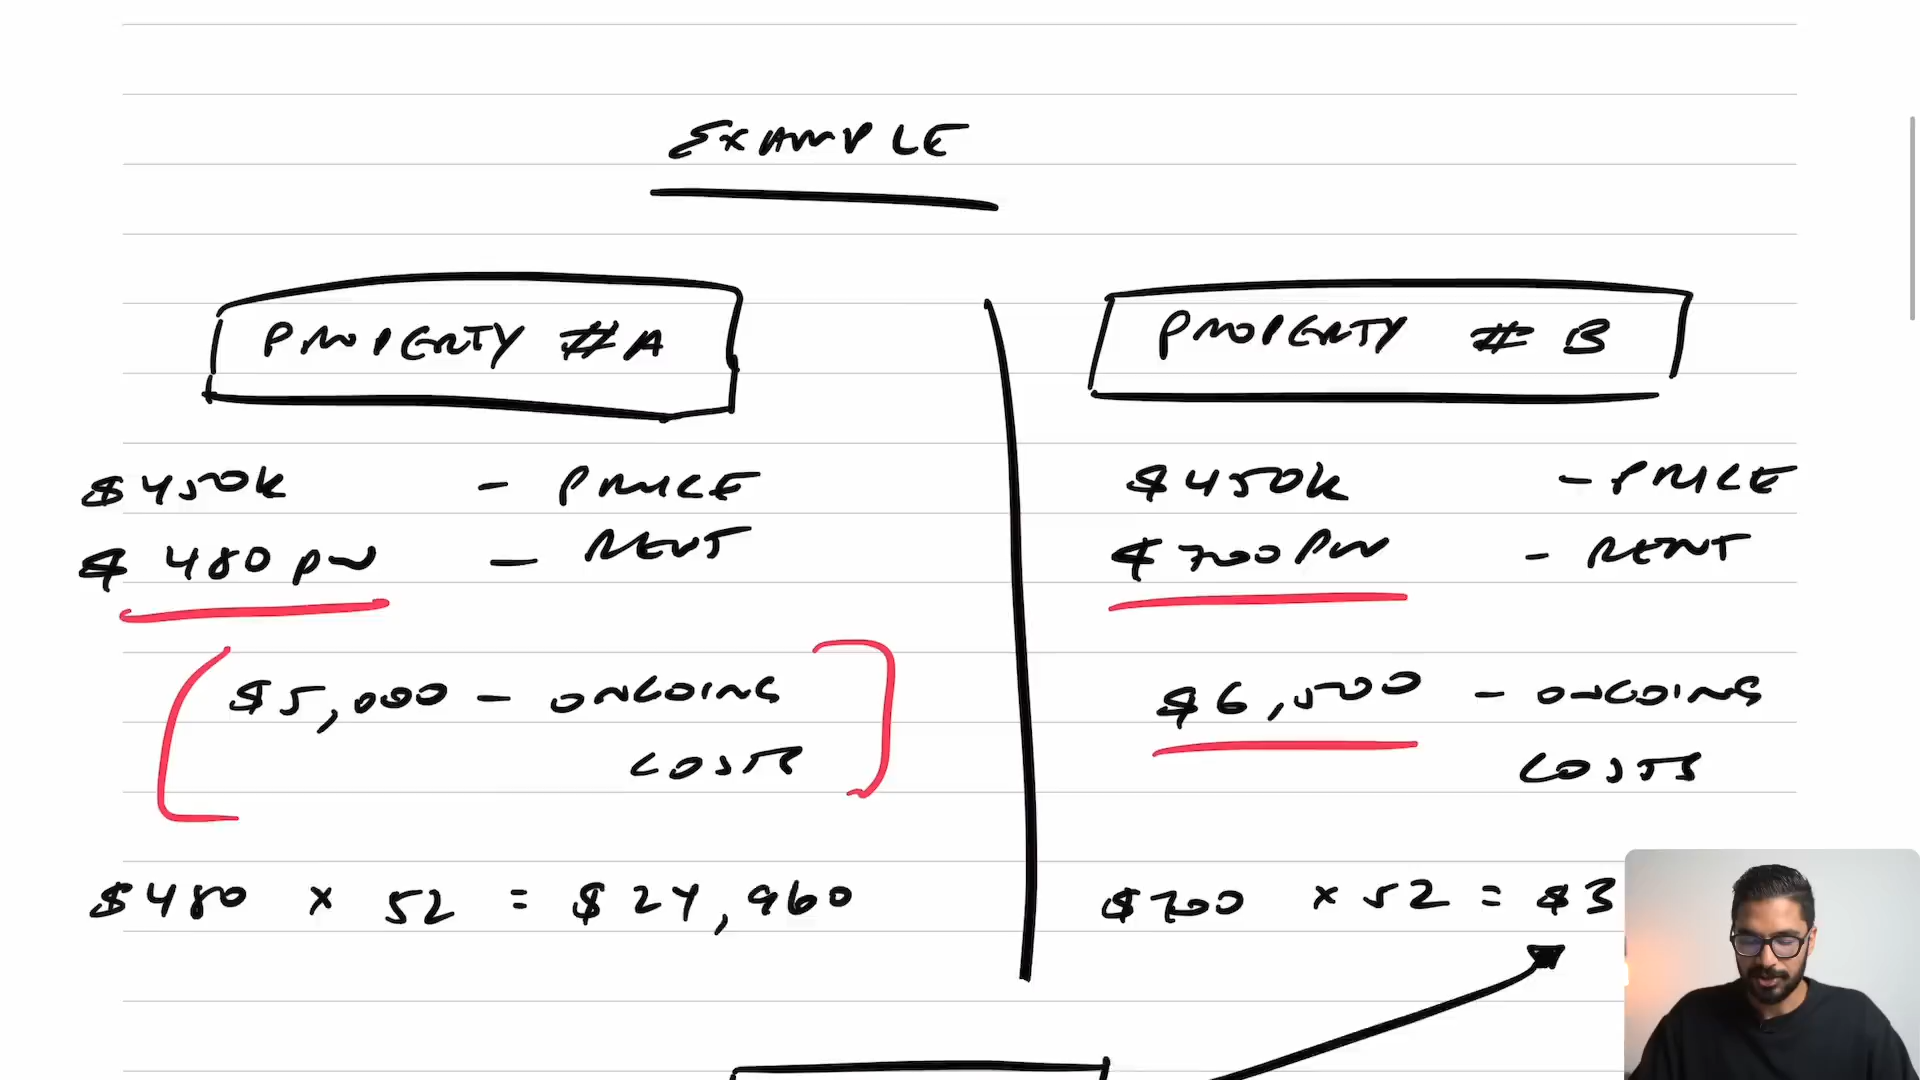 EXAMPLE
PROPERTY #A
$450k - PRICE
$480 pw - RENT
$5,000 - ONGOING
COSTS
$480 x 52 = $24,960
PROPERTY # B
$450k - PRICE
$700 PW - RENT
$6,500 - ONGOING
COSTS
$700 x 52 = $3